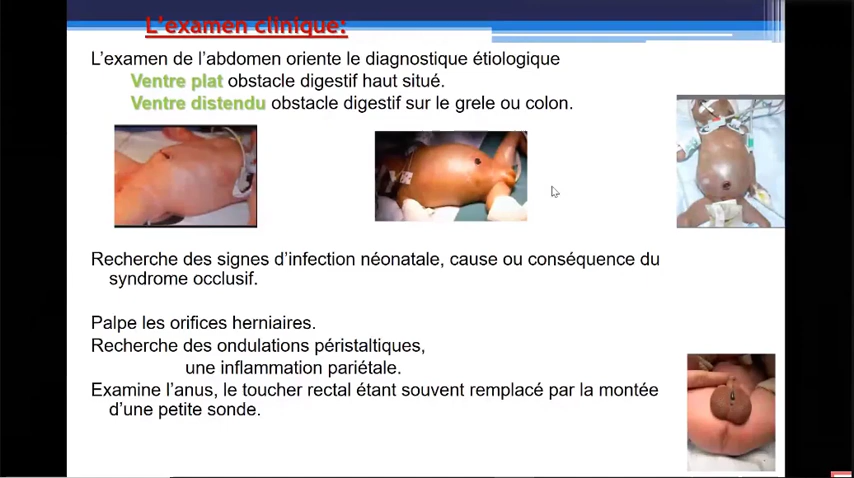 L'examen clinique:
L'examen de l'abdomen oriente le diagnostique étiologique
Ventre plat obstacle digestif haut situé.
Ventre distendu obstacle digestif sur le grele ou colon.
Recherche des signes d'infection néonatale, cause ou conséquence du
syndrome occlusif.
Palpe les orifices herniaires.
Recherche des ondulations péristaltiques,
une inflammation pariétale.
Examine l'anus, le toucher rectal étant souvent remplacé par la montée
d'une petite sonde.